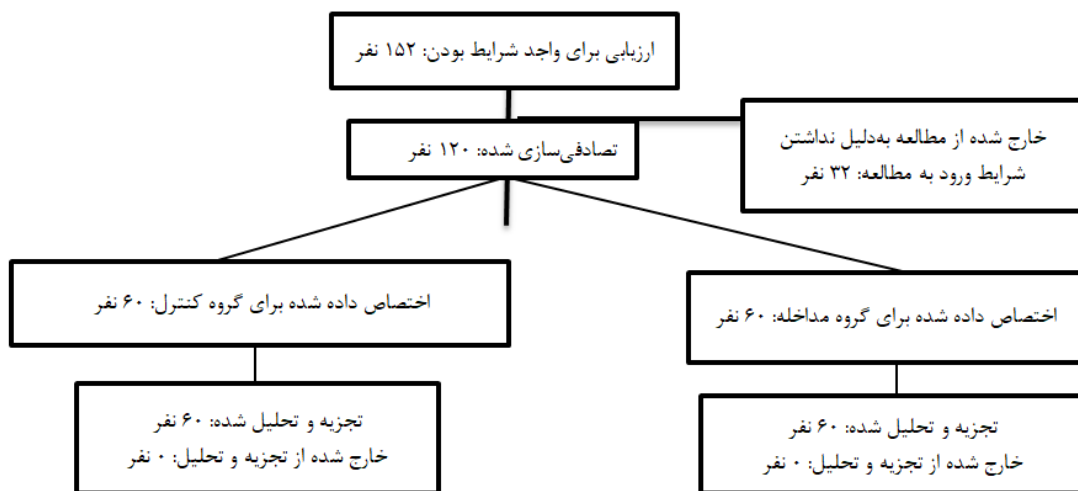 ارزیابی برای واجد شرایط بودن: ۱۵۲ نفر
خارج شده از مطالعه به‌دلیل نداشتن
شرایط ورود به مطالعه: ۳۲ نفر
تصادفی‌سازی شده: ۱۲۰ نفر
اختصاص داده شده برای گروه مداخله: ۶۰ نفر
اختصاص داده شده برای گروه کنترل: ۶۰ نفر
تجزیه و تحلیل شده: ۶۰ نفر
خارج شده از تجزیه و تحلیل: ۰ نفر
تجزیه و تحلیل شده: ۶۰ نفر
خارج شده از تجزیه و تحلیل: ۰ نفر